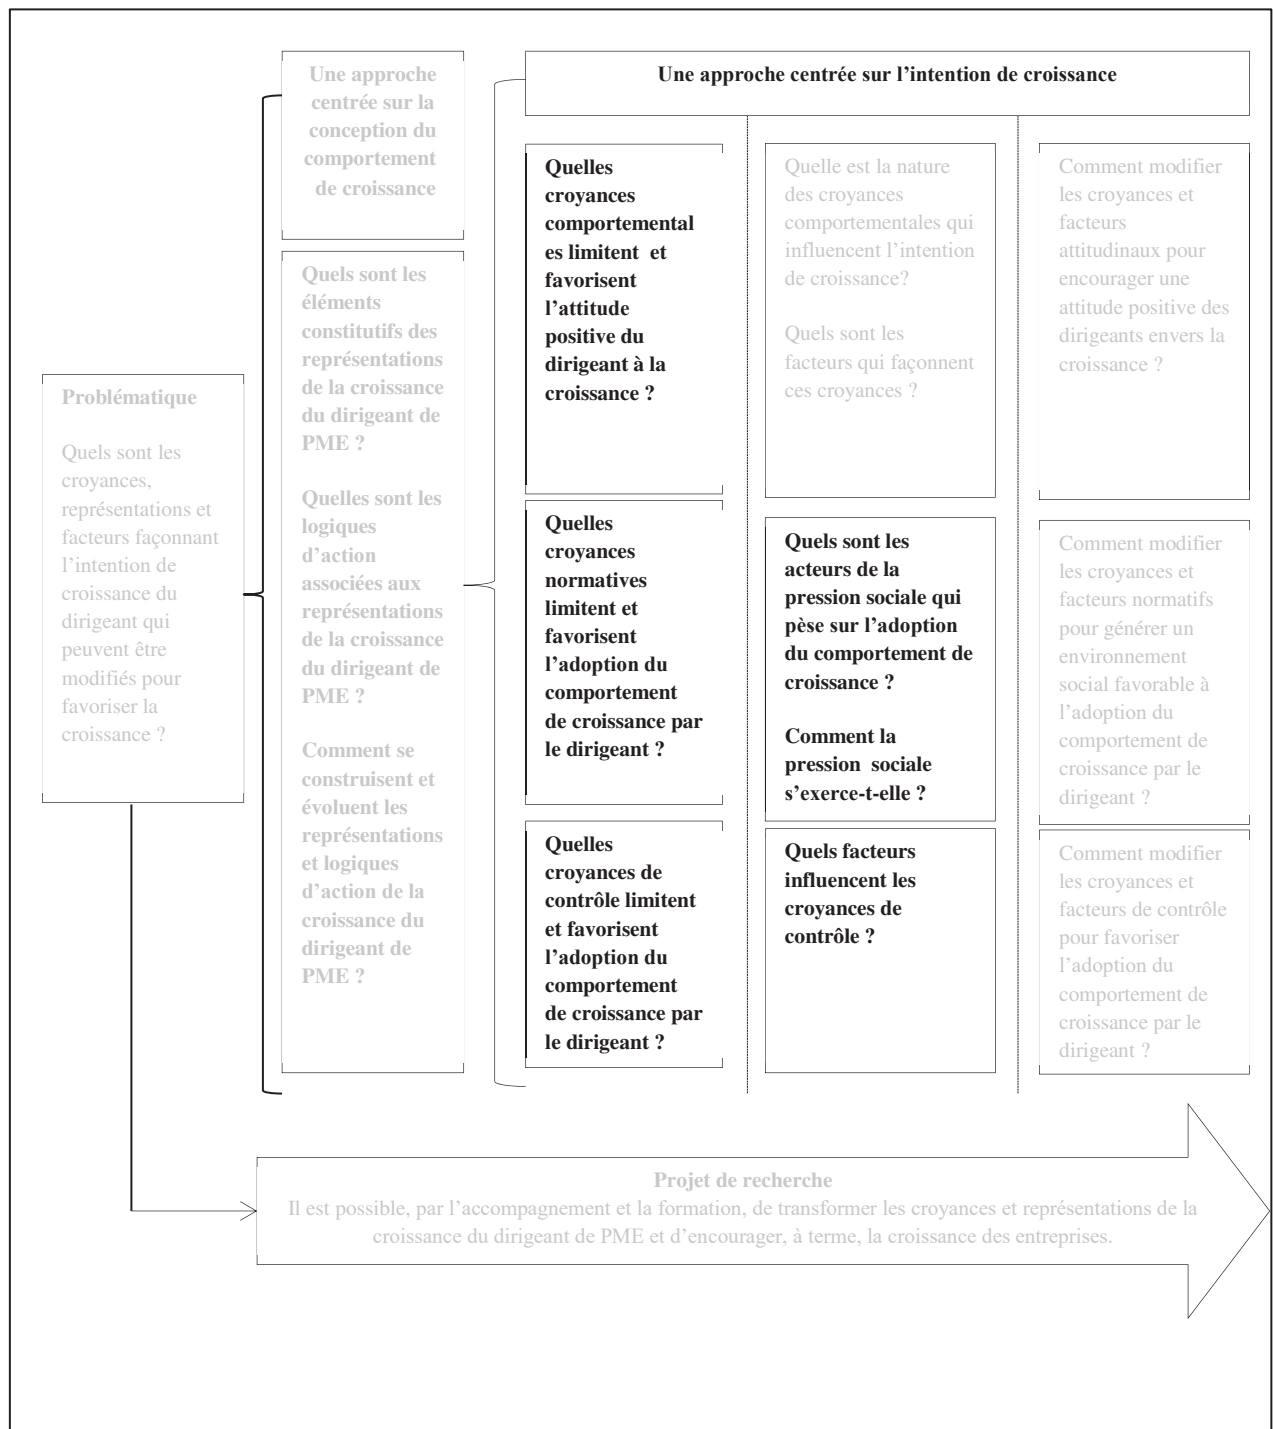 Une approche
centrée sur la
conception du
comportement
de croissance
Une approche centrée sur l’intention de croissance
Problématique
Quels sont les
croyances,
représentations et
facteurs façonnant
l’intention de
croissance du
dirigeant qui
peuvent être
modifiés pour
favoriser la
croissance ?
Quels sont les
éléments
constitutifs des
représentations
de la croissance
du dirigeant de
PME ?
Quelles sont les
logiques
d’action
associées aux
représentations
de la croissance
du dirigeant de
PME ?
Comment se
construisent et
évoluent les
représentations
et logiques
d’action de la
croissance du
dirigeant de
PME ?
Quelles
croyances
comportemental
es limitent et
favorisent
l’attitude
positive du
dirigeant à la
croissance ?
Quelle est la nature
des croyances
comportementales qui
influencent l’intention
de croissance?
Quels sont les
facteurs qui façonnent
ces croyances ?
Comment modifier
les croyances et
facteurs
attitudinaux pour
encourager une
attitude positive des
dirigeants envers la
croissance ?
Quelles
croyances
normatives
limitent et
favorisent
l’adoption du
comportement
de croissance par
le dirigeant ?
Quels sont les
acteurs de la
pression sociale qui
pèse sur l’adoption
du comportement de
croissance ?
Comment la
pression sociale
s’exerce-t-elle ?
Comment modifier
les croyances et
facteurs normatifs
pour générer un
environnement
social favorable à
l’adoption du
comportement de
croissance par le
dirigeant ?
Quelles
croyances de
contrôle limitent
et favorisent
l’adoption du
comportement
de croissance par
le dirigeant ?
Quels facteurs
influencent les
croyances de
contrôle ?
Comment modifier
les croyances et
facteurs de contrôle
pour favoriser
l’adoption du
comportement de
croissance par le
dirigeant ?
Projet de recherche
Il est possible, par l’accompagnement et la formation, de transformer les croyances et représentations de la
croissance du dirigeant de PME et d’encourager, à terme, la croissance des entreprises.